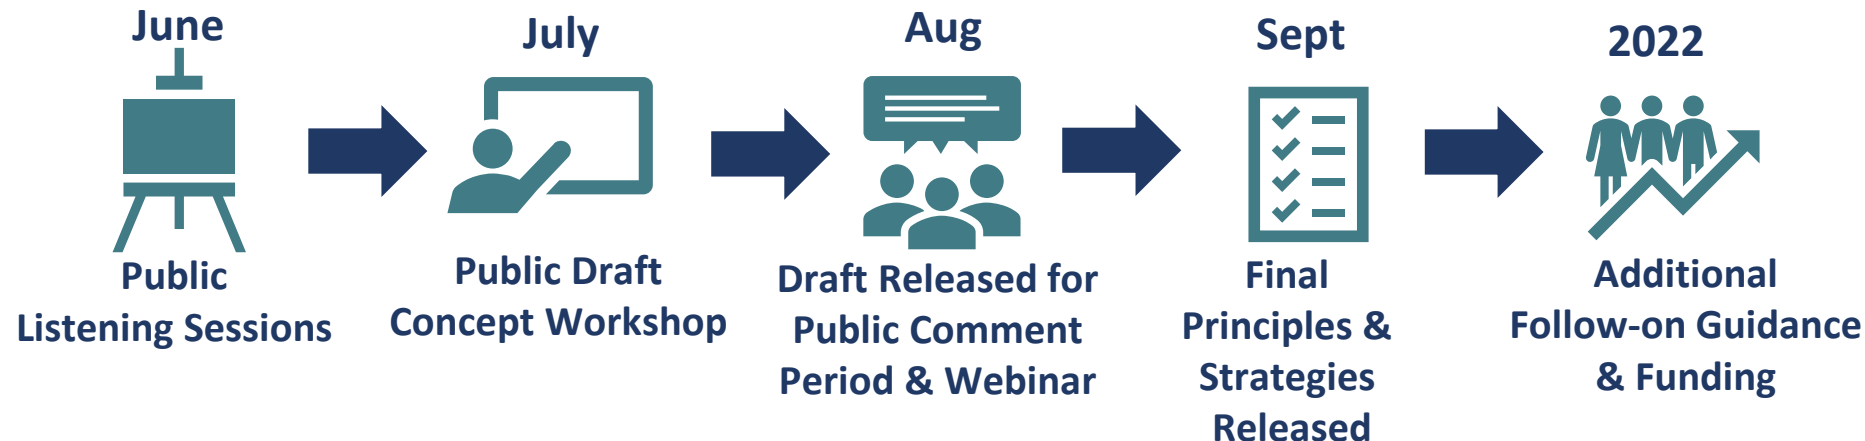 June
Public
Listening Sessions
July
Public Draft
Concept Workshop
Aug
Draft Released for
Public Comment
Period & Webinar
Sept
Final
Principles &
Strategies
Released
2022
Additional
Follow-on Guidance
& Funding